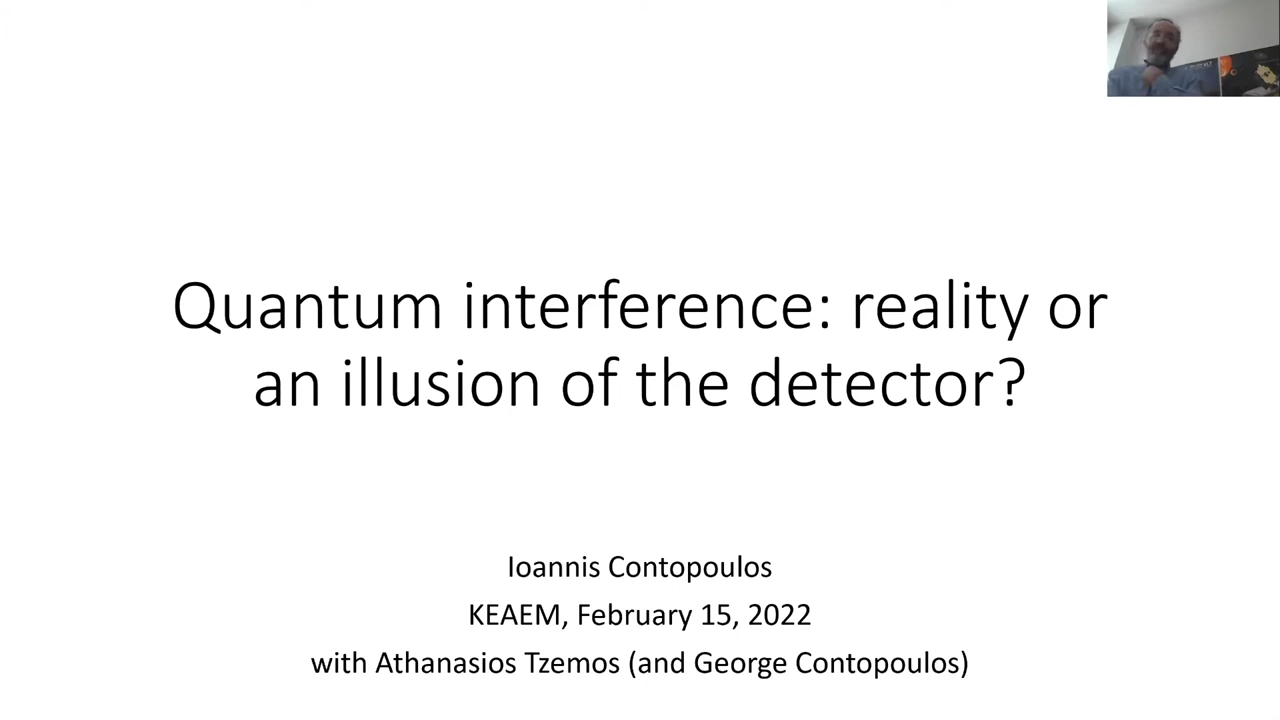 Quantum interference: reality or
an illusion of the detector?
Ioannis Contopoulos
KEAEM, February 15, 2022
with Athanasios Tzemos (and George Contopoulos)